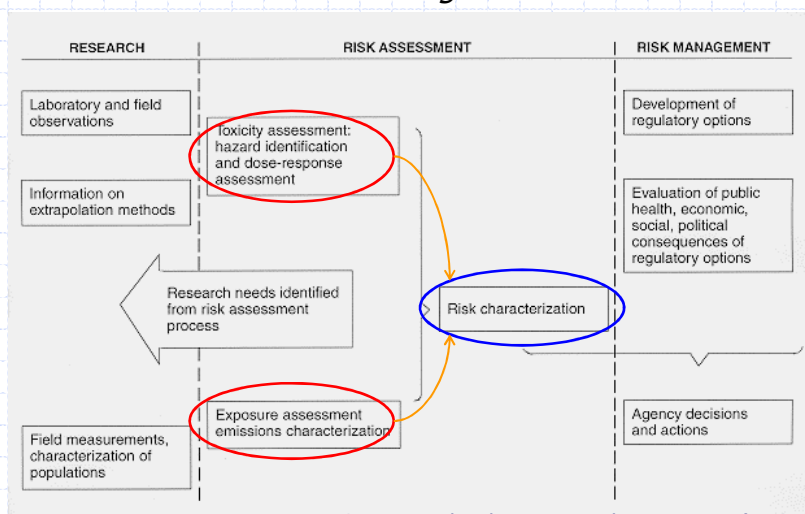 RESEARCH
RISK ASSESSMENT
RISK MANAGEMENT
Laboratory and field
observations
Information on
extrapolation methods
Research needs identified
from risk assessment
process
Field measurements,
characterization of
populations
Toxicity assessment:
hazard identification
and dose-response
assessment
Exposure assessment
emissions characterization
Risk characterization
Development of
regulatory options
Evaluation of public
health, economic,
social, political
consequences of
regulatory options
Agency decisions
and actions